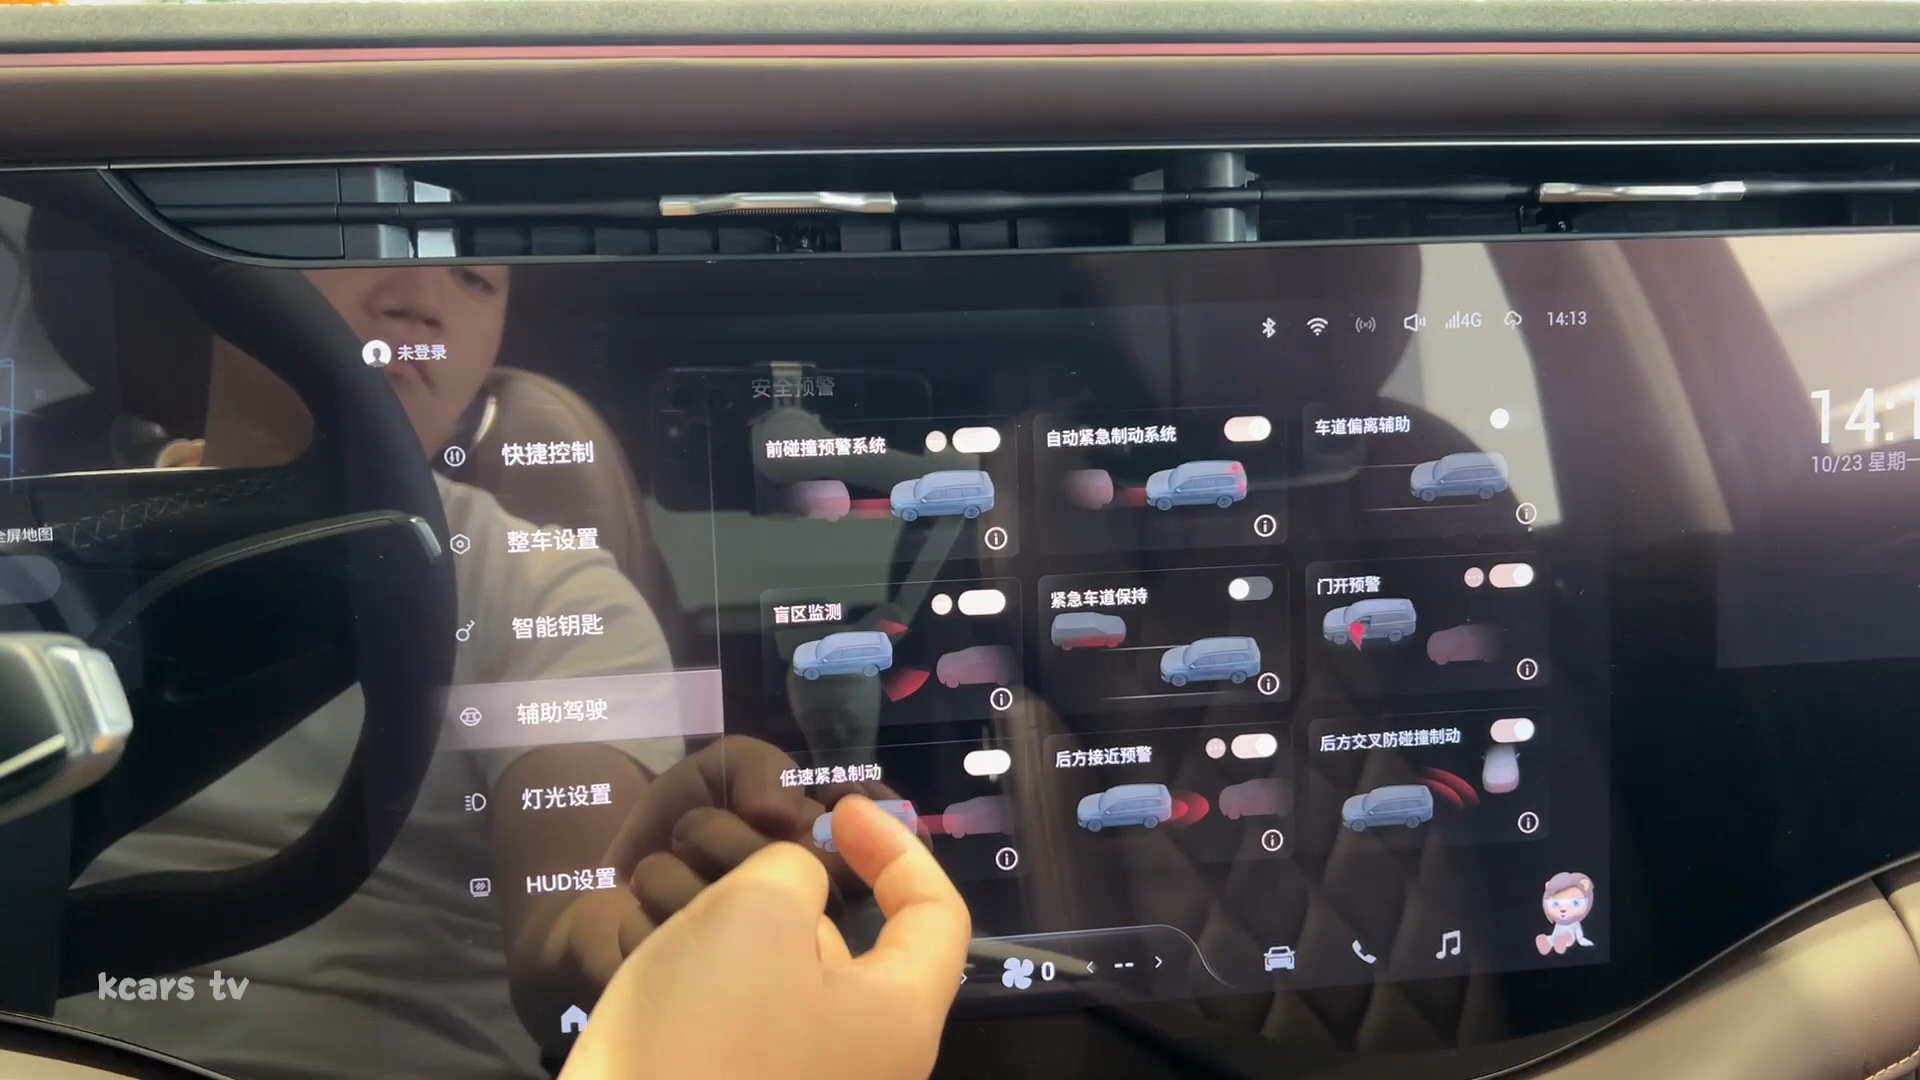 4G 14:13
未登录
安全预警
14:1
10/23 星期一
快捷控制
整车设置
智能钥匙
辅助驾驶
灯光设置
HUD设置
前碰撞预警系统
自动紧急制动系统
车道偏离辅助
盲区监测
紧急车道保持
门开预警
低速紧急制动
后方接近预警
后方交叉防碰撞制动
全屏地图
0
--
kcars tv